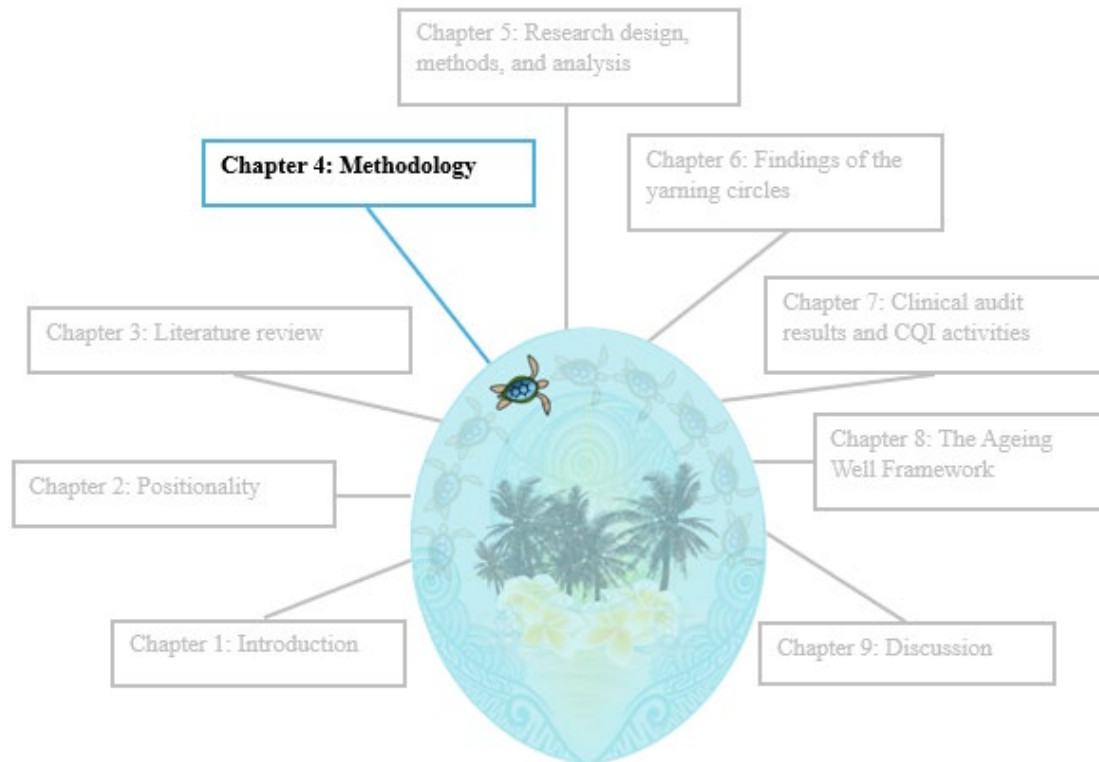 Chapter 5: Research design,
methods, and analysis
Chapter 4: Methodology
Chapter 6: Findings of the
yarning circles
Chapter 3: Literature review
Chapter 7: Clinical audit
results and CQI activities
Chapter 8: The Ageing
Well Framework
Chapter 2: Positionality
Chapter 1: Introduction
Chapter 9: Discussion